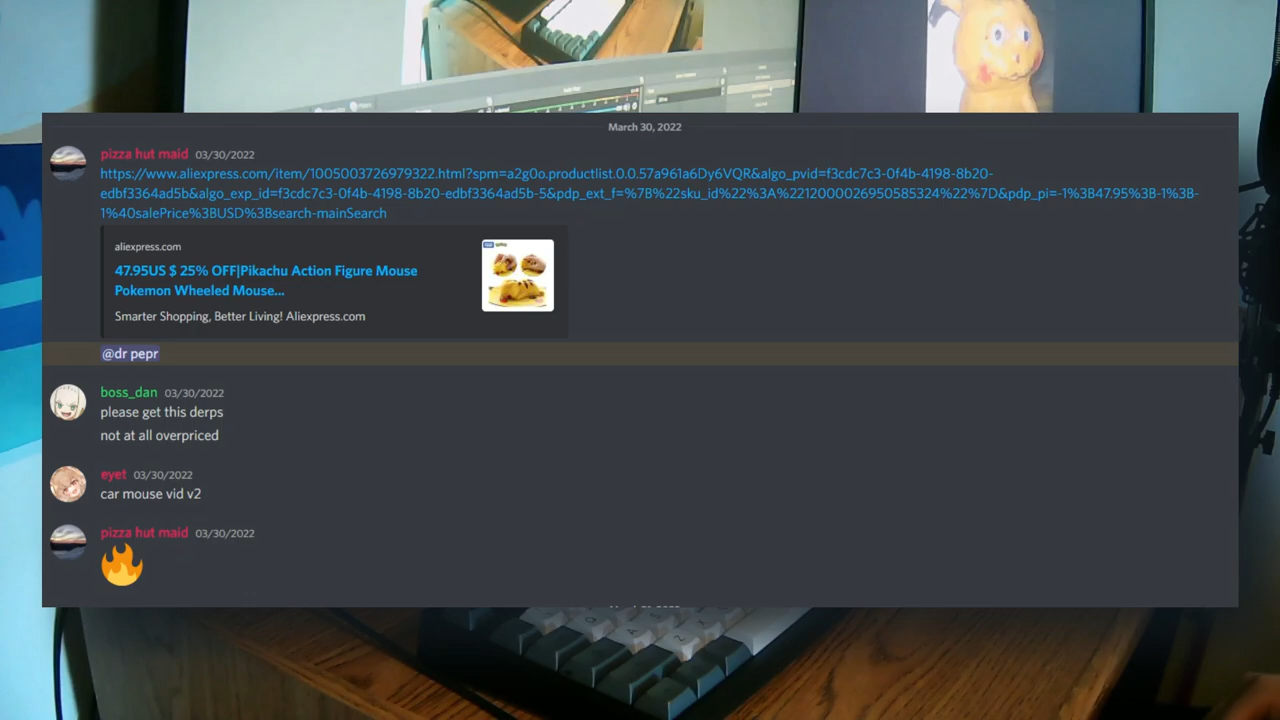 March 30, 2022
pizza hut maid 03/30/2022
https://www.aliexpress.com/item/1005003726979322.html?spm=a2g0o.productlist.0.0.57a961a6Dy6VQR&algo_pvid=f3cdc7c3-0f4b-4198-8b20-
edbf3364ad5b&algo_exp_id=f3cdc7c3-0f4b-4198-8b20-edbf3364ad5b-5&pdp_ext_f=%7B%22sku_id%22%3A%2212000026950585324%22%7D&pdp_pi=-1%3B47.95%3B-1%3B-
1%40salePrice%3BUSD%3Bsearch-mainSearch
aliexpress.com
47.95US $ 25% OFF|Pikachu Action Figure Mouse
Pokemon Wheeled Mouse...
Smarter Shopping, Better Living! Aliexpress.com
@dr pepr
boss_dan 03/30/2022
please get this derps
not at all overpriced
eyet 03/30/2022
car mouse vid v2
pizza hut maid 03/30/2022